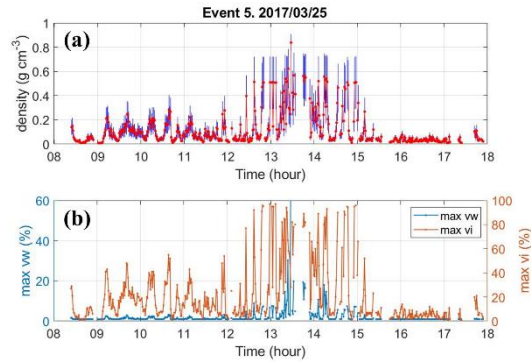 Event 5. 2017/03/25
(a)
density (g cm⁻³)
1
0.8
0.6
0.4
0.2
0
08 09 10 11 12 13 14 15 16 17 18
Time (hour)
(b)
max vw (%)
60
40
20
0
max vw
max vi
100
80
60
40
20
0
max vi (%)
08 09 10 11 12 13 14 15 16 17 18
Time (hour)